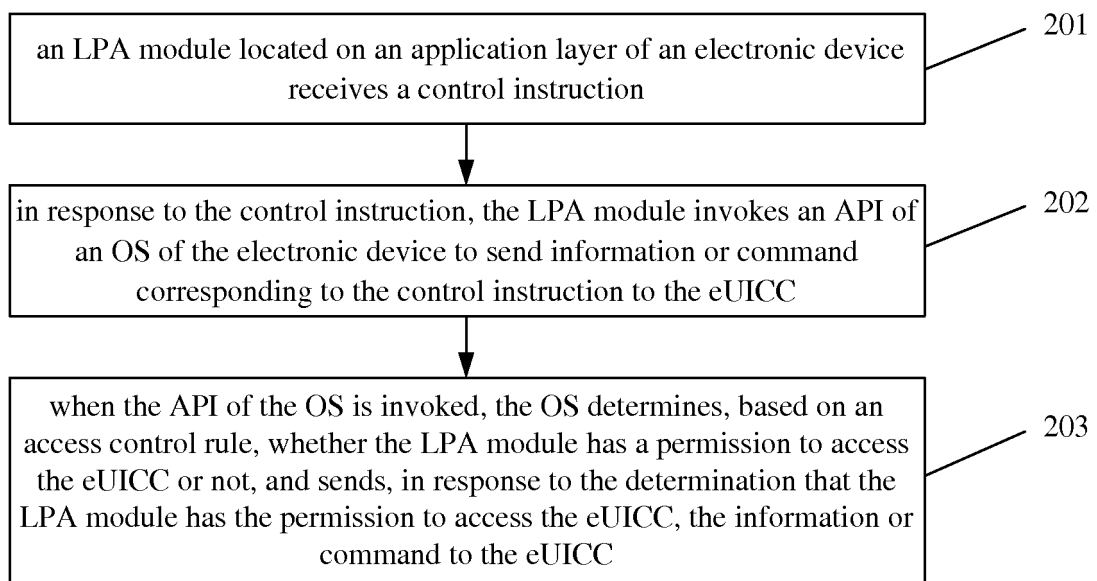 an LPA module located on an application layer of an electronic device
receives a control instruction
201
in response to the control instruction, the LPA module invokes an API of
an OS of the electronic device to send information or command
corresponding to the control instruction to the eUICC
202
when the API of the OS is invoked, the OS determines, based on an
access control rule, whether the LPA module has a permission to access
the eUICC or not, and sends, in response to the determination that the
LPA module has the permission to access the eUICC, the information or
command to the eUICC
203